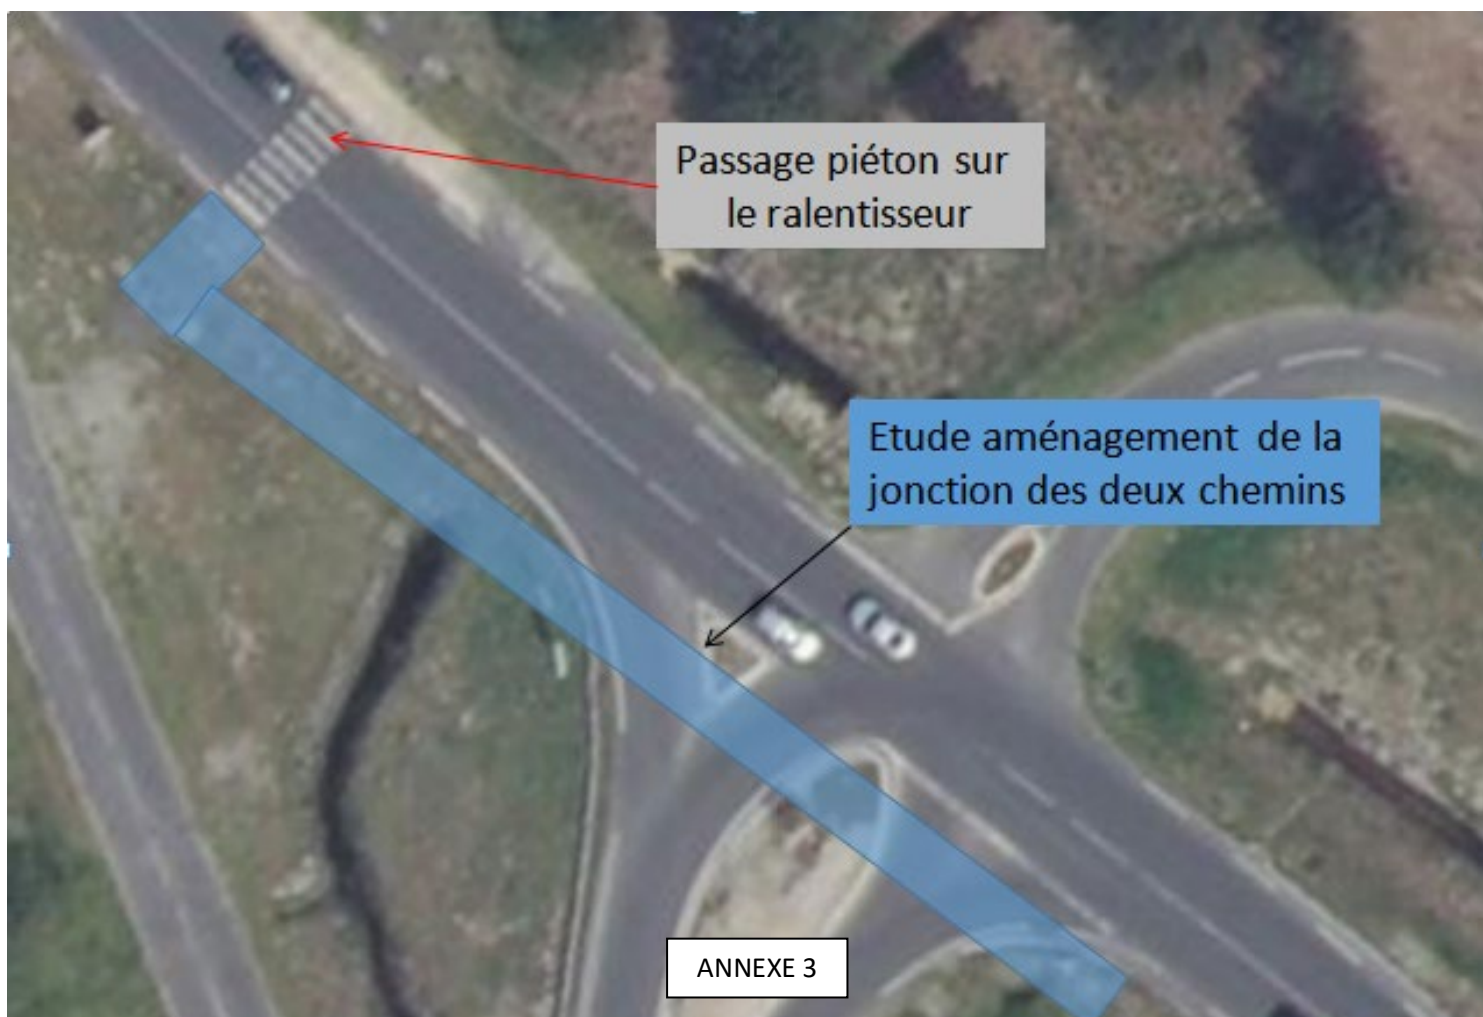 Passage piéton sur
le ralentisseur
Etude aménagement de la
jonction des deux chemins
ANNEXE 3